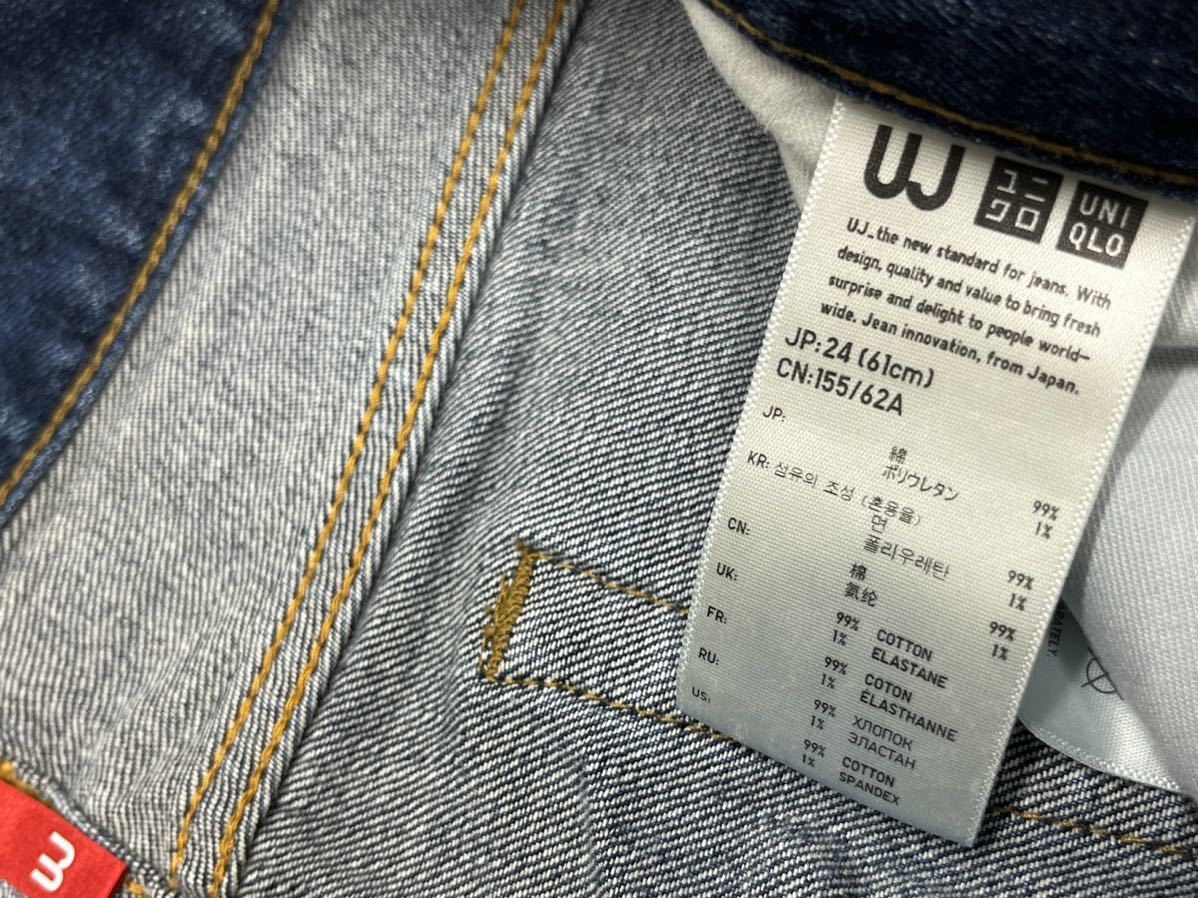 UJ ユニ UNI
クロ QLO
UJ_the new standard for jeans. With
design, quality and value to bring fresh
surprise and delight to people world-
wide. Jean innovation, from Japan.
JP:24 (61cm)
CN:155/62A
JP:
綿 99%
ポリウレタン 1%
KR: 섬유의 조성 (혼용율)
면 99%
폴리우레탄 1%
CN:
棉 99%
氨纶 1%
UK:
99% COTTON
1% ELASTANE
FR:
99% COTON
1% ÉLASTHANNE
RU:
99% ХЛОПОК
1% ЭЛАСТАН
US:
99% COTTON
1% SPANDEX
UJ